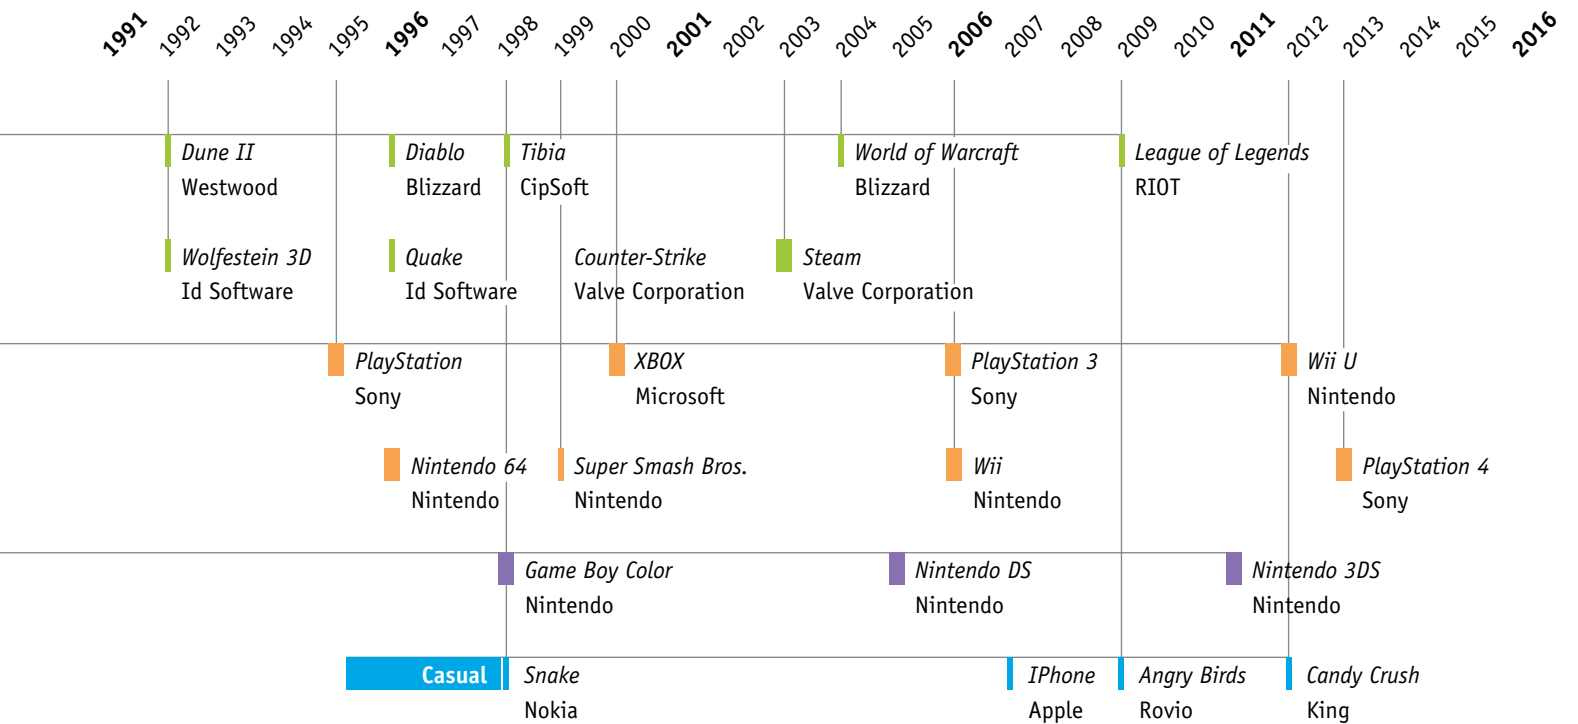 1991 1992 1993 1994 1995 1996 1997 1998 1999 2000 2001 2002 2003 2004 2005 2006 2007 2008 2009 2010 2011 2012 2013 2014 2015 2016
Dune II Diablo Tibia World of Warcraft League of Legends
Westwood Blizzard CipSoft Blizzard RIOT
Wolfestein 3D Quake Counter-Strike Steam
Id Software Id Software Valve Corporation Valve Corporation
PlayStation XBOX PlayStation 3 Wii U
Sony Microsoft Sony Nintendo
Nintendo 64 Super Smash Bros. Wii PlayStation 4
Nintendo Nintendo Nintendo Sony
Game Boy Color Nintendo DS Nintendo 3DS
Nintendo Nintendo Nintendo
Casual Snake IPhone Angry Birds Candy Crush
Nokia Apple Rovio King